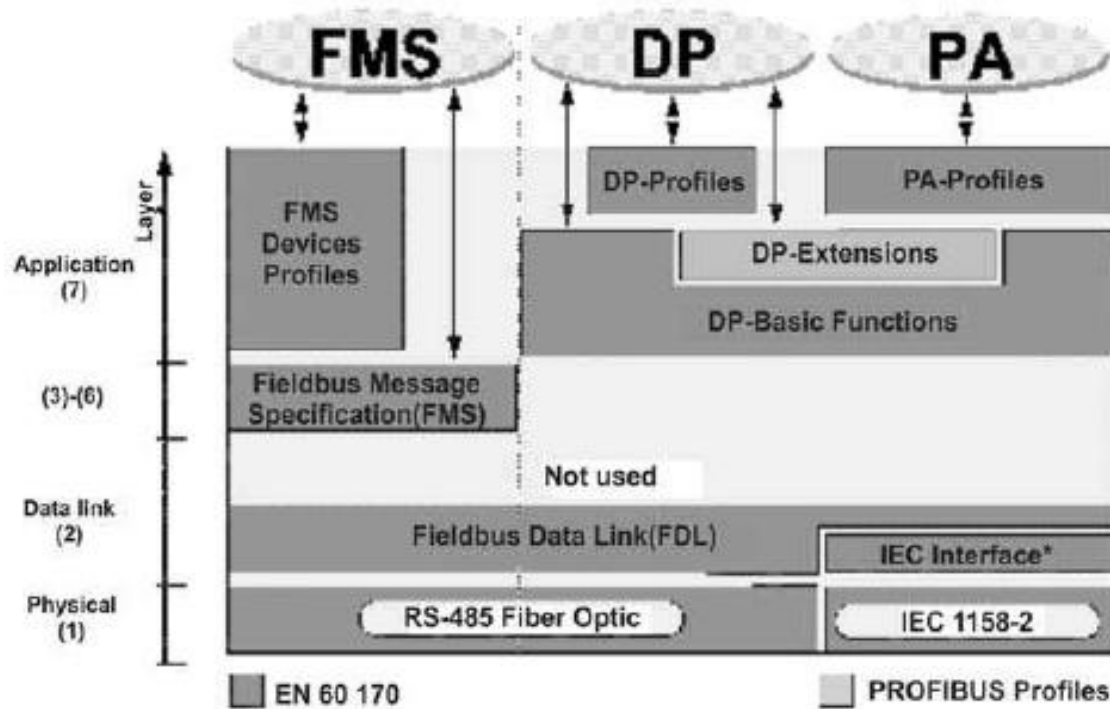 FMS
DP
PA
Layer
FMS
Devices
Profiles
DP-Profiles
PA-Profiles
Application
(7)
DP-Extensions
DP-Basic Functions
(3)-(6)
Fieldbus Message
Specification(FMS)
Not used
Data link
(2)
Fieldbus Data Link(FDL)
IEC Interface*
Physical
(1)
RS-485 Fiber Optic
IEC 1158-2
EN 60 170
PROFIBUS Profiles